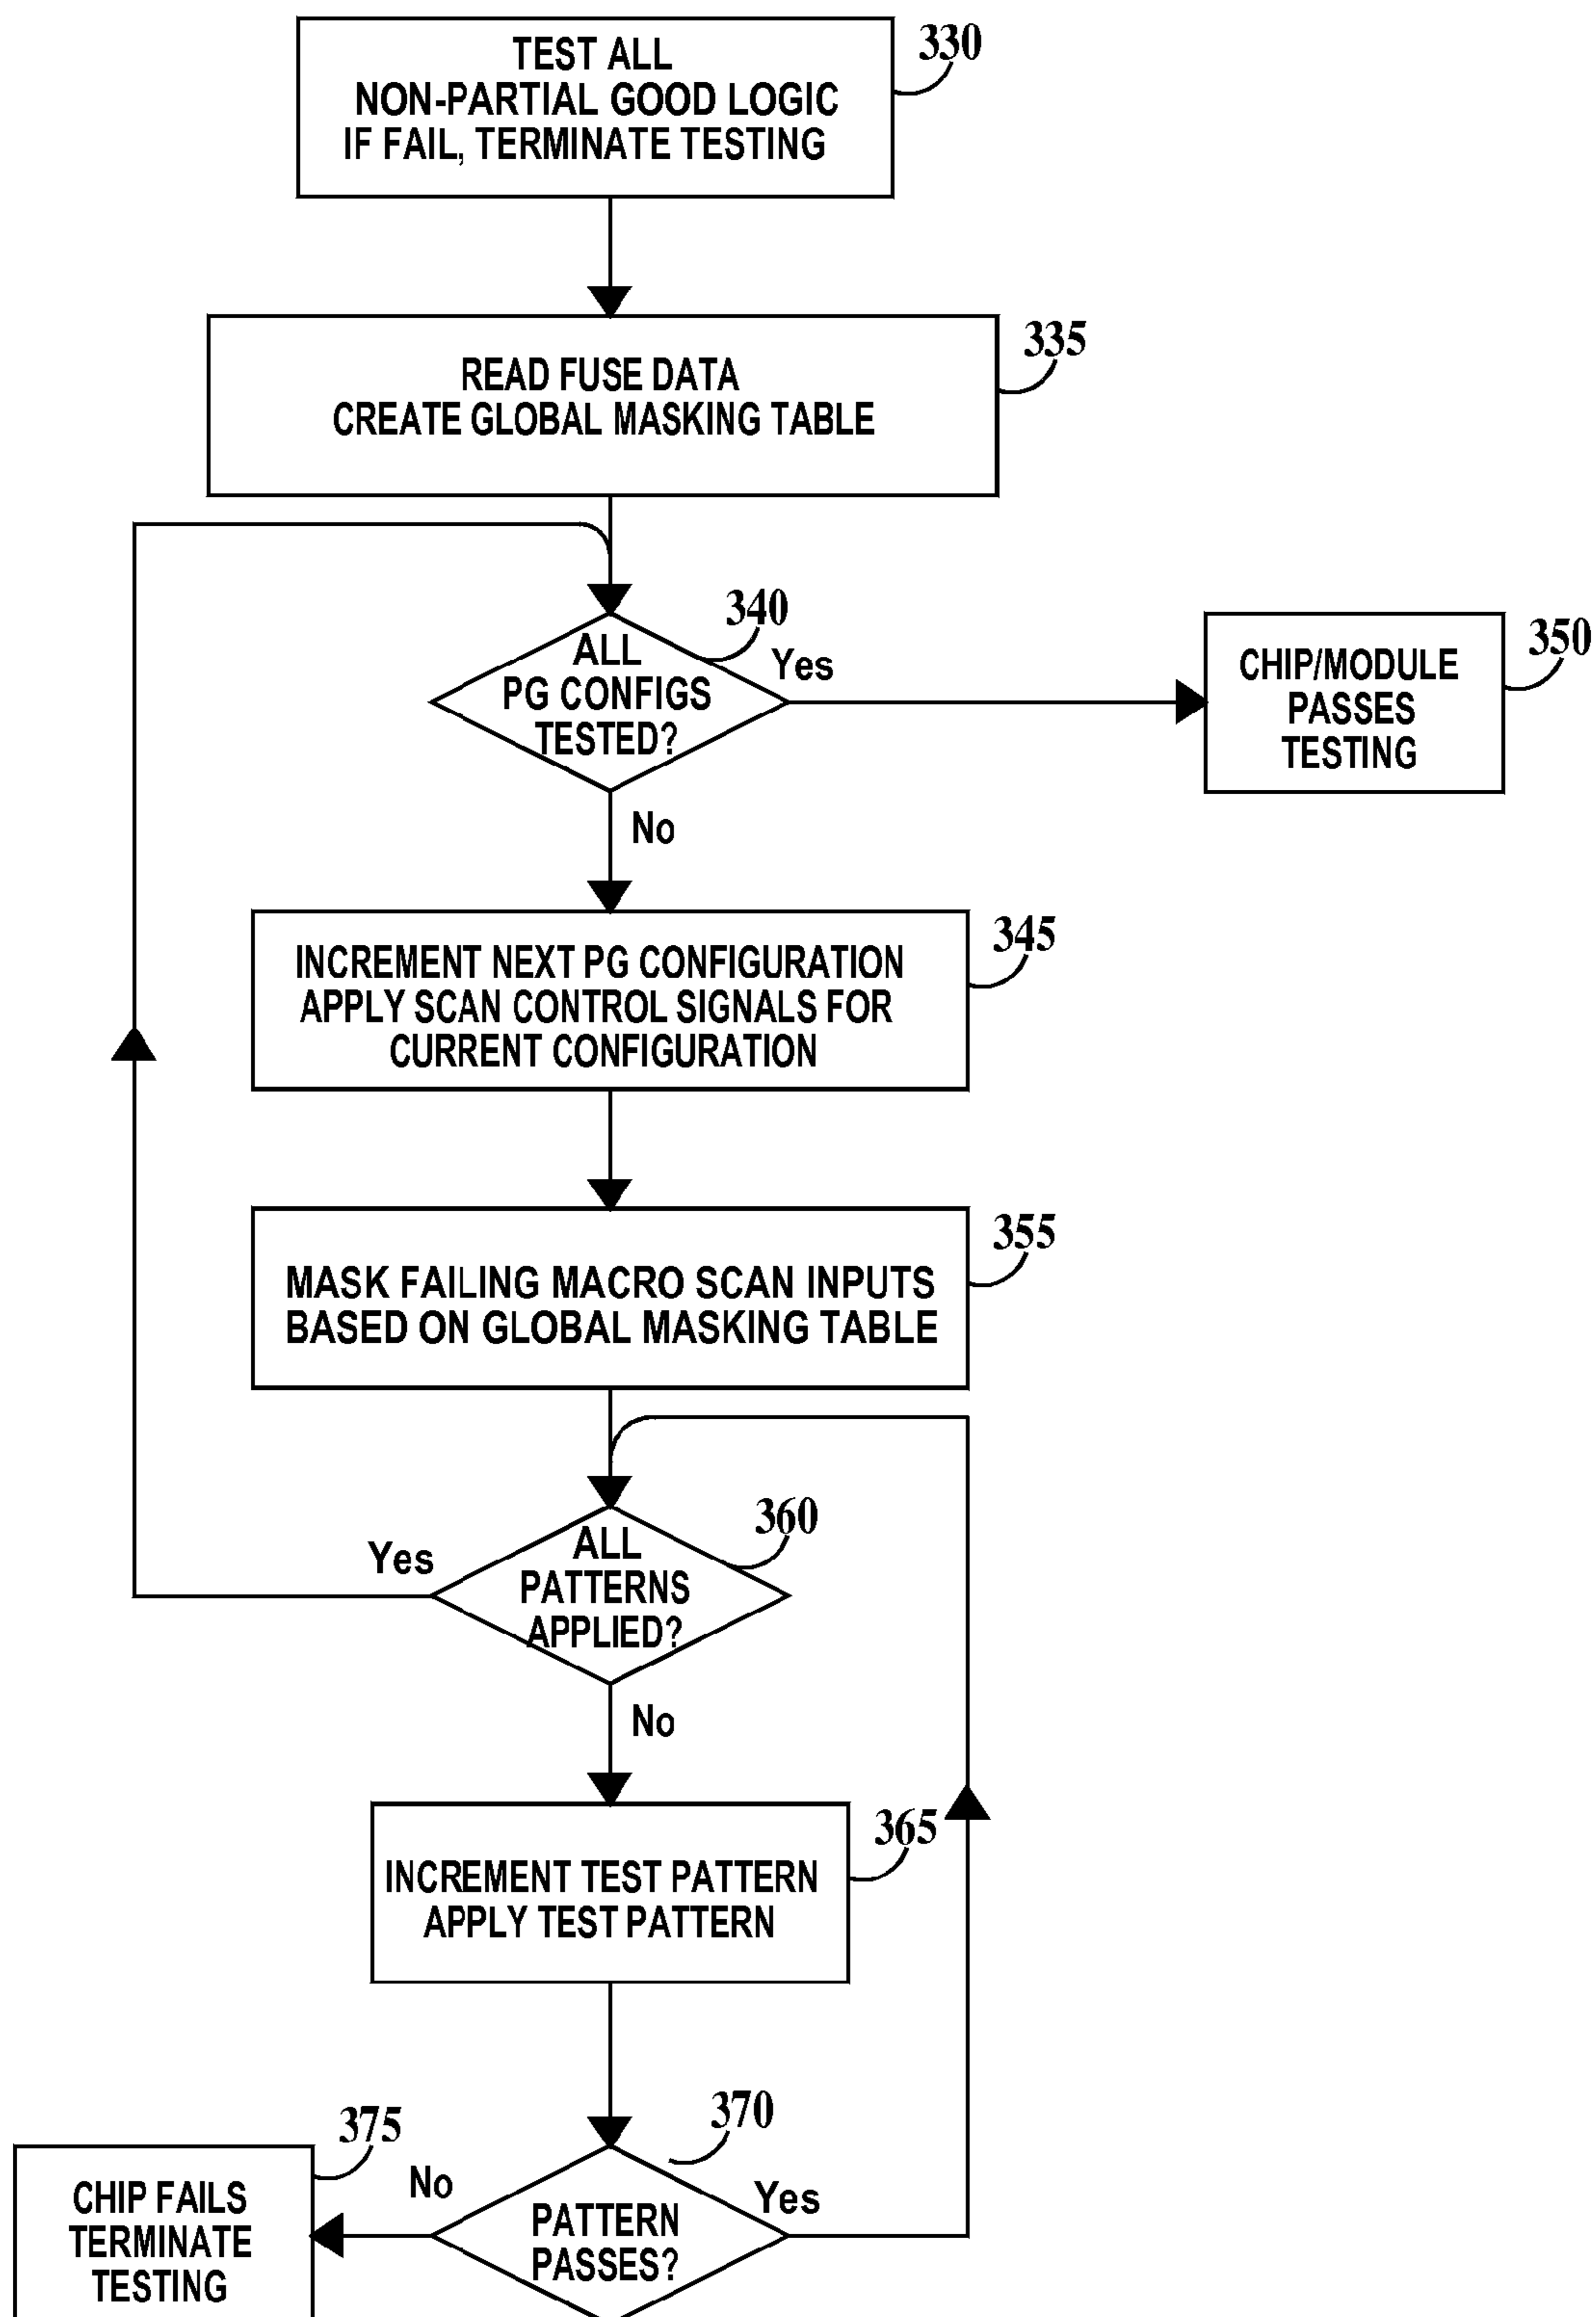 TEST ALL
NON-PARTIAL GOOD LOGIC
IF FAIL, TERMINATE TESTING
330
READ FUSE DATA
CREATE GLOBAL MASKING TABLE
335
ALL
PG CONFIGS
TESTED?
340
Yes
No
CHIP/MODULE
PASSES
TESTING
350
INCREMENT NEXT PG CONFIGURATION
APPLY SCAN CONTROL SIGNALS FOR
CURRENT CONFIGURATION
345
MASK FAILING MACRO SCAN INPUTS
BASED ON GLOBAL MASKING TABLE
355
ALL
PATTERNS
APPLIED?
360
Yes
No
INCREMENT TEST PATTERN
APPLY TEST PATTERN
365
PATTERN
PASSES?
370
No
Yes
CHIP FAILS
TERMINATE
TESTING
375